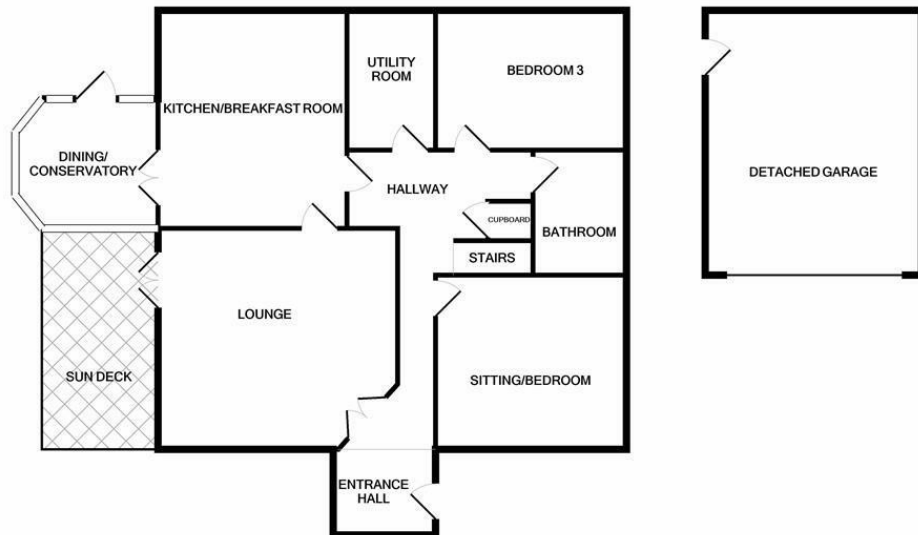 UTILITY
ROOM
BEDROOM 3
KITCHEN/BREAKFAST ROOM
DINING/
CONSERVATORY
HALLWAY
CUPBOARD
BATHROOM
STAIRS
LOUNGE
SUN DECK
SITTING/BEDROOM
ENTRANCE
HALL
DETACHED GARAGE